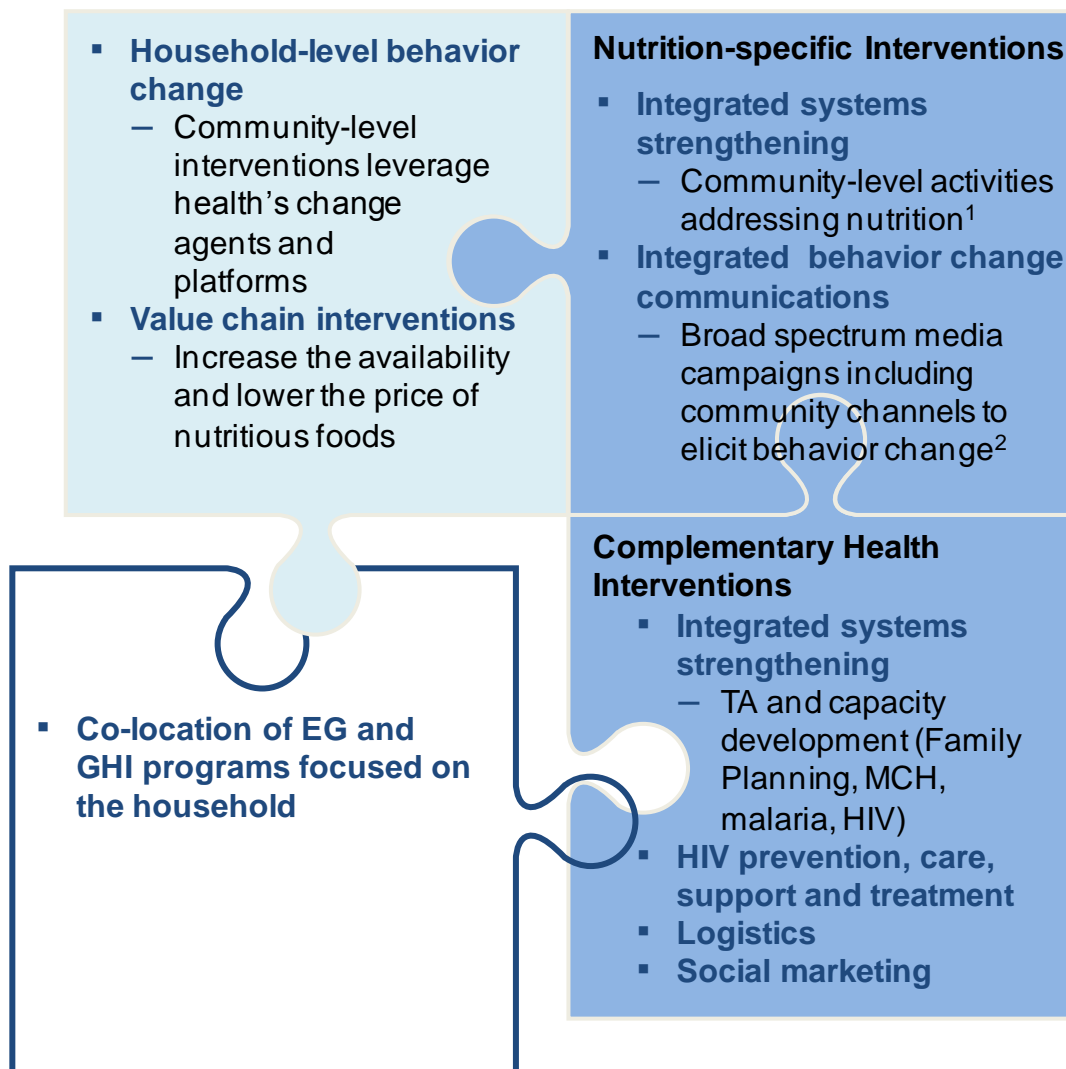 ▪ Household-level behavior
change
– Community-level
interventions leverage
health’s change
agents and
platforms
▪ Value chain interventions
– Increase the availability
and lower the price of
nutritious foods
Nutrition-specific Interventions
▪ Integrated systems
strengthening
– Community-level activities
addressing nutrition1
▪ Integrated behavior change
communications
– Broad spectrum media
campaigns including
community channels to
elicit behavior change2
▪ Co-location of EG and
GHI programs focused on
the household
Complementary Health
Interventions
▪ Integrated systems
strengthening
– TA and capacity
development (Family
Planning, MCH,
malaria, HIV)
▪ HIV prevention, care,
support and treatment
▪ Logistics
▪ Social marketing